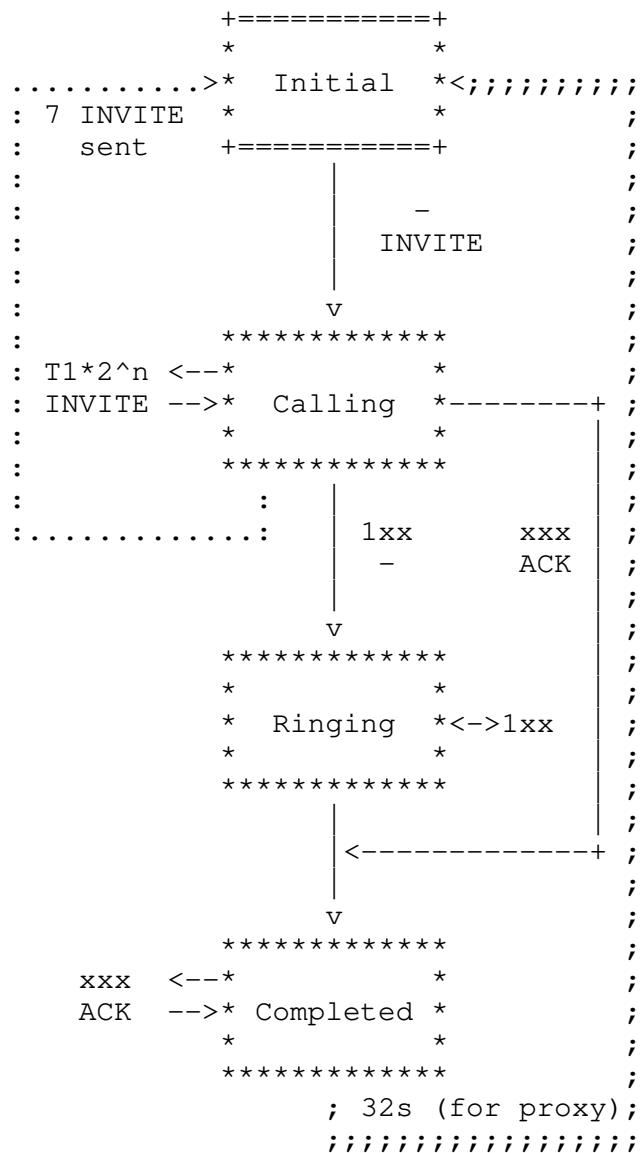 Initial
7 INVITE
sent
-
INVITE
T1*2^n
INVITE Calling
1xx xxx
- ACK
Ringing 1xx
xxx
ACK Completed
32s (for proxy)